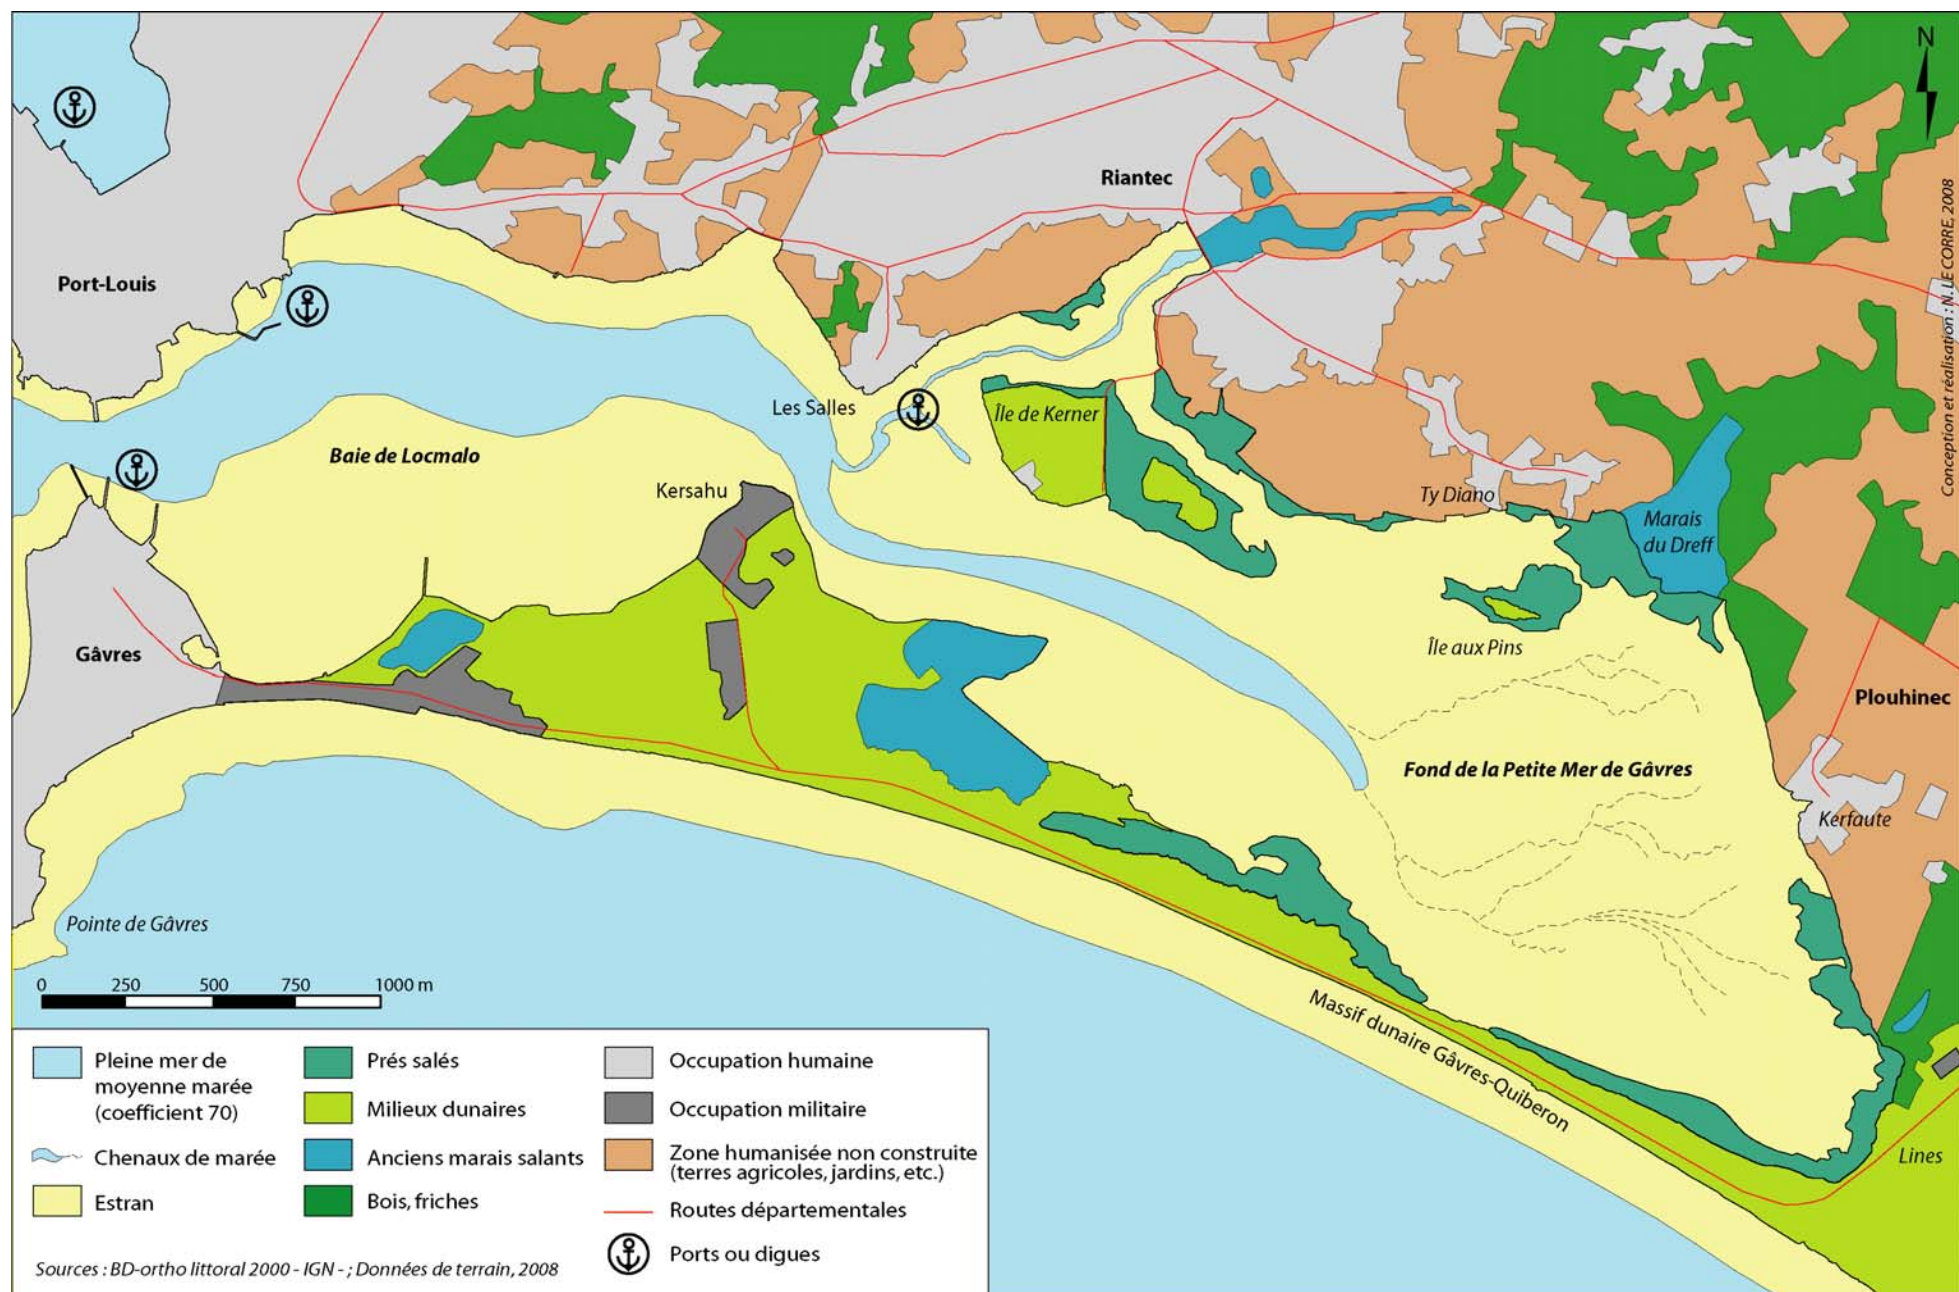 N
Riantec
Port-Louis
Les Salles
Île de Kerner
Baie de Locmalo
Kersahu
Ty Diano
Marais
du Dreff
Gâvres
Île aux Pins
Plouhinec
Fond de la Petite Mer de Gâvres
Kerfaute
Pointe de Gâvres
Massif dunaire Gâvres-Quiberon
Lines
Conception et réalisation : N. LE CORRE, 2008
0 250 500 750 1000 m
Pleine mer de
moyenne marée
(coefficient 70)
Chenaux de marée
Estran
Prés salés
Milieux dunaires
Anciens marais salants
Bois, friches
Occupation humaine
Occupation militaire
Zone humanisée non construite
(terres agricoles, jardins, etc.)
Routes départementales
Ports ou digues
Sources : BD-ortho littoral 2000 - IGN - ; Données de terrain, 2008